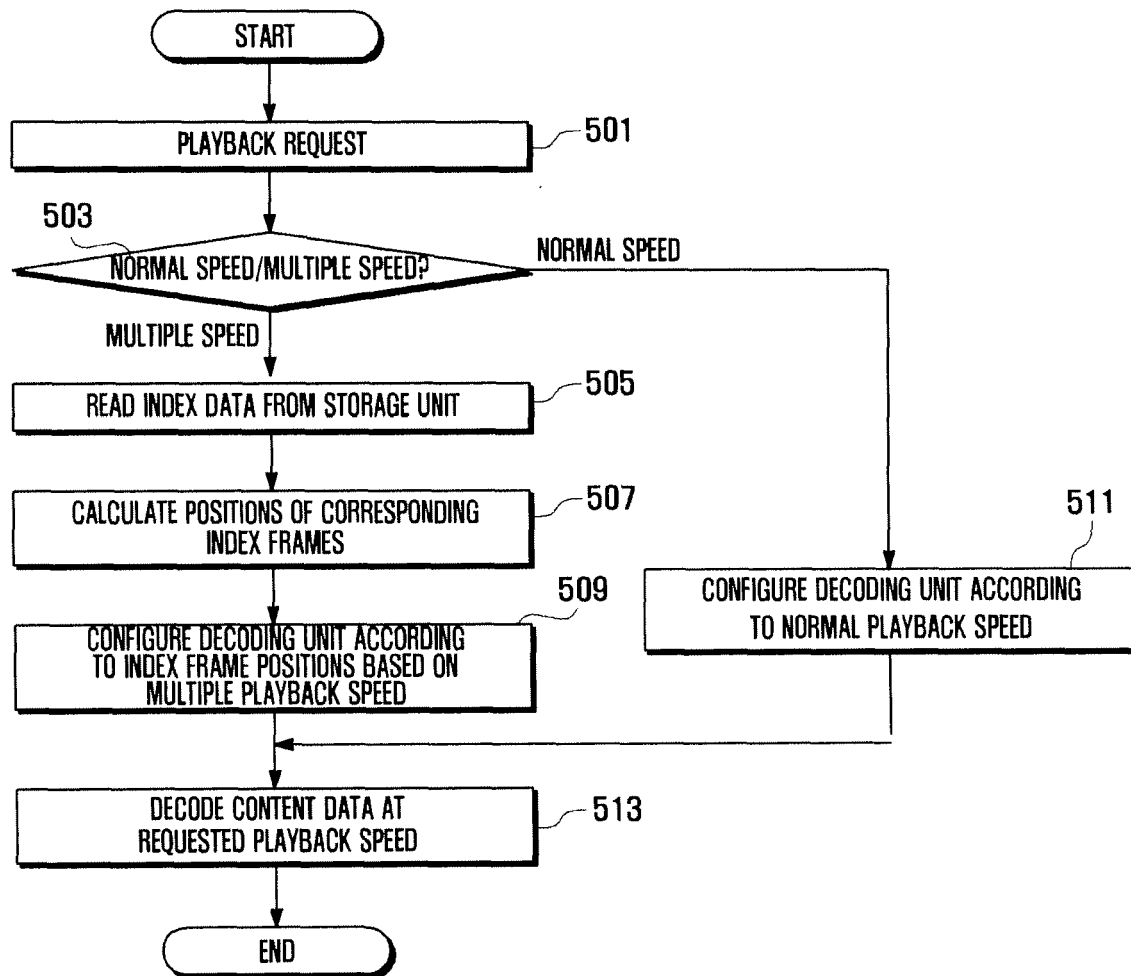 START
PLAYBACK REQUEST
501
503
NORMAL SPEED/MULTIPLE SPEED?
NORMAL SPEED
MULTIPLE SPEED
READ INDEX DATA FROM STORAGE UNIT
505
CALCULATE POSITIONS OF CORRESPONDING
INDEX FRAMES
507
509
CONFIGURE DECODING UNIT ACCORDING
TO INDEX FRAME POSITIONS BASED ON
MULTIPLE PLAYBACK SPEED
511
CONFIGURE DECODING UNIT ACCORDING
TO NORMAL PLAYBACK SPEED
DECODE CONTENT DATA AT
REQUESTED PLAYBACK SPEED
513
END